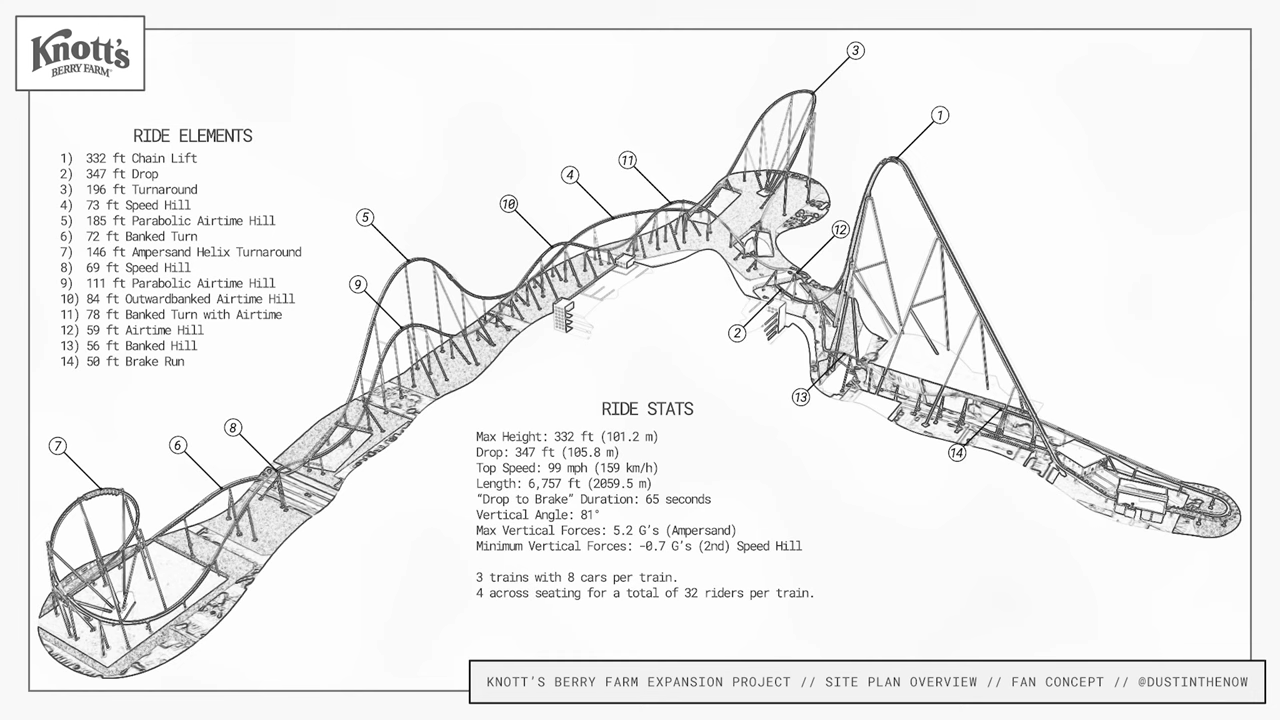 Knott's
BERRY FARM
RIDE ELEMENTS
1) 332 ft Chain Lift
2) 347 ft Drop
3) 196 ft Turnaround
4) 73 ft Speed Hill
5) 185 ft Parabolic Airtime Hill
6) 72 ft Banked Turn
7) 146 ft Ampersand Helix Turnaround
8) 69 ft Speed Hill
9) 111 ft Parabolic Airtime Hill
10) 84 ft Outwardbanked Airtime Hill
11) 78 ft Banked Turn with Airtime
12) 59 ft Airtime Hill
13) 56 ft Banked Hill
14) 50 ft Brake Run
3
1
11
4
10
5
12
9
2
13
8
6
7
14
RIDE STATS
Max Height: 332 ft (101.2 m)
Drop: 347 ft (105.8 m)
Top Speed: 99 mph (159 km/h)
Length: 6,757 ft (2059.5 m)
"Drop to Brake" Duration: 65 seconds
Vertical Angle: 81°
Max Vertical Forces: 5.2 G's (Ampersand)
Minimum Vertical Forces: -0.7 G's (2nd) Speed Hill
3 trains with 8 cars per train.
4 across seating for a total of 32 riders per train.
KNOTT'S BERRY FARM EXPANSION PROJECT // SITE PLAN OVERVIEW // FAN CONCEPT // @DUSTINTHENOW